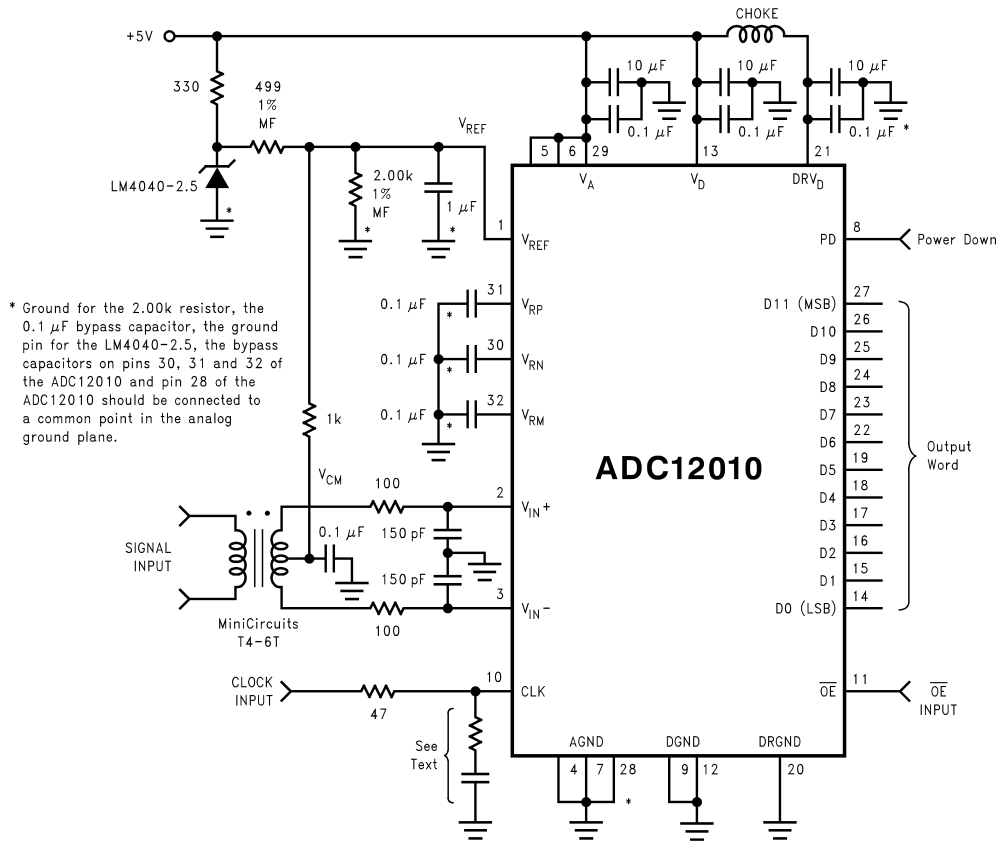 CHOKE
+5V
10 μF
10 μF
10 μF
330
499
1%
MF
V_REF
0.1 μF
0.1 μF
0.1 μF *
5
6
29
13
21
V_A
V_D
DRV_D
LM4040-2.5
*
2.00k
1%
MF
*
1 μF
*
1
V_REF
8
PD
Power Down
* Ground for the 2.00k resistor, the
0.1 μF bypass capacitor, the ground
pin for the LM4040-2.5, the bypass
capacitors on pins 30, 31 and 32 of
the ADC12010 and pin 28 of the
ADC12010 should be connected to
a common point in the analog
ground plane.
0.1 μF
*
31
V_RP
0.1 μF
*
30
V_RN
0.1 μF
*
32
V_RM
D11 (MSB)
27
D10
26
D9
25
D8
24
D7
23
D6
22
D5
19
D4
18
D3
17
D2
16
D1
15
D0 (LSB)
14
Output
Word
ADC12010
1k
V_CM
100
2
V_IN+
150 pF
0.1 μF
SIGNAL
INPUT
150 pF
3
V_IN−
100
MiniCircuits
T4-6T
CLOCK
INPUT
47
10
CLK
OE
11
OE
INPUT
See
Text
AGND
DGND
DRGND
4
7
28
*
9
12
20